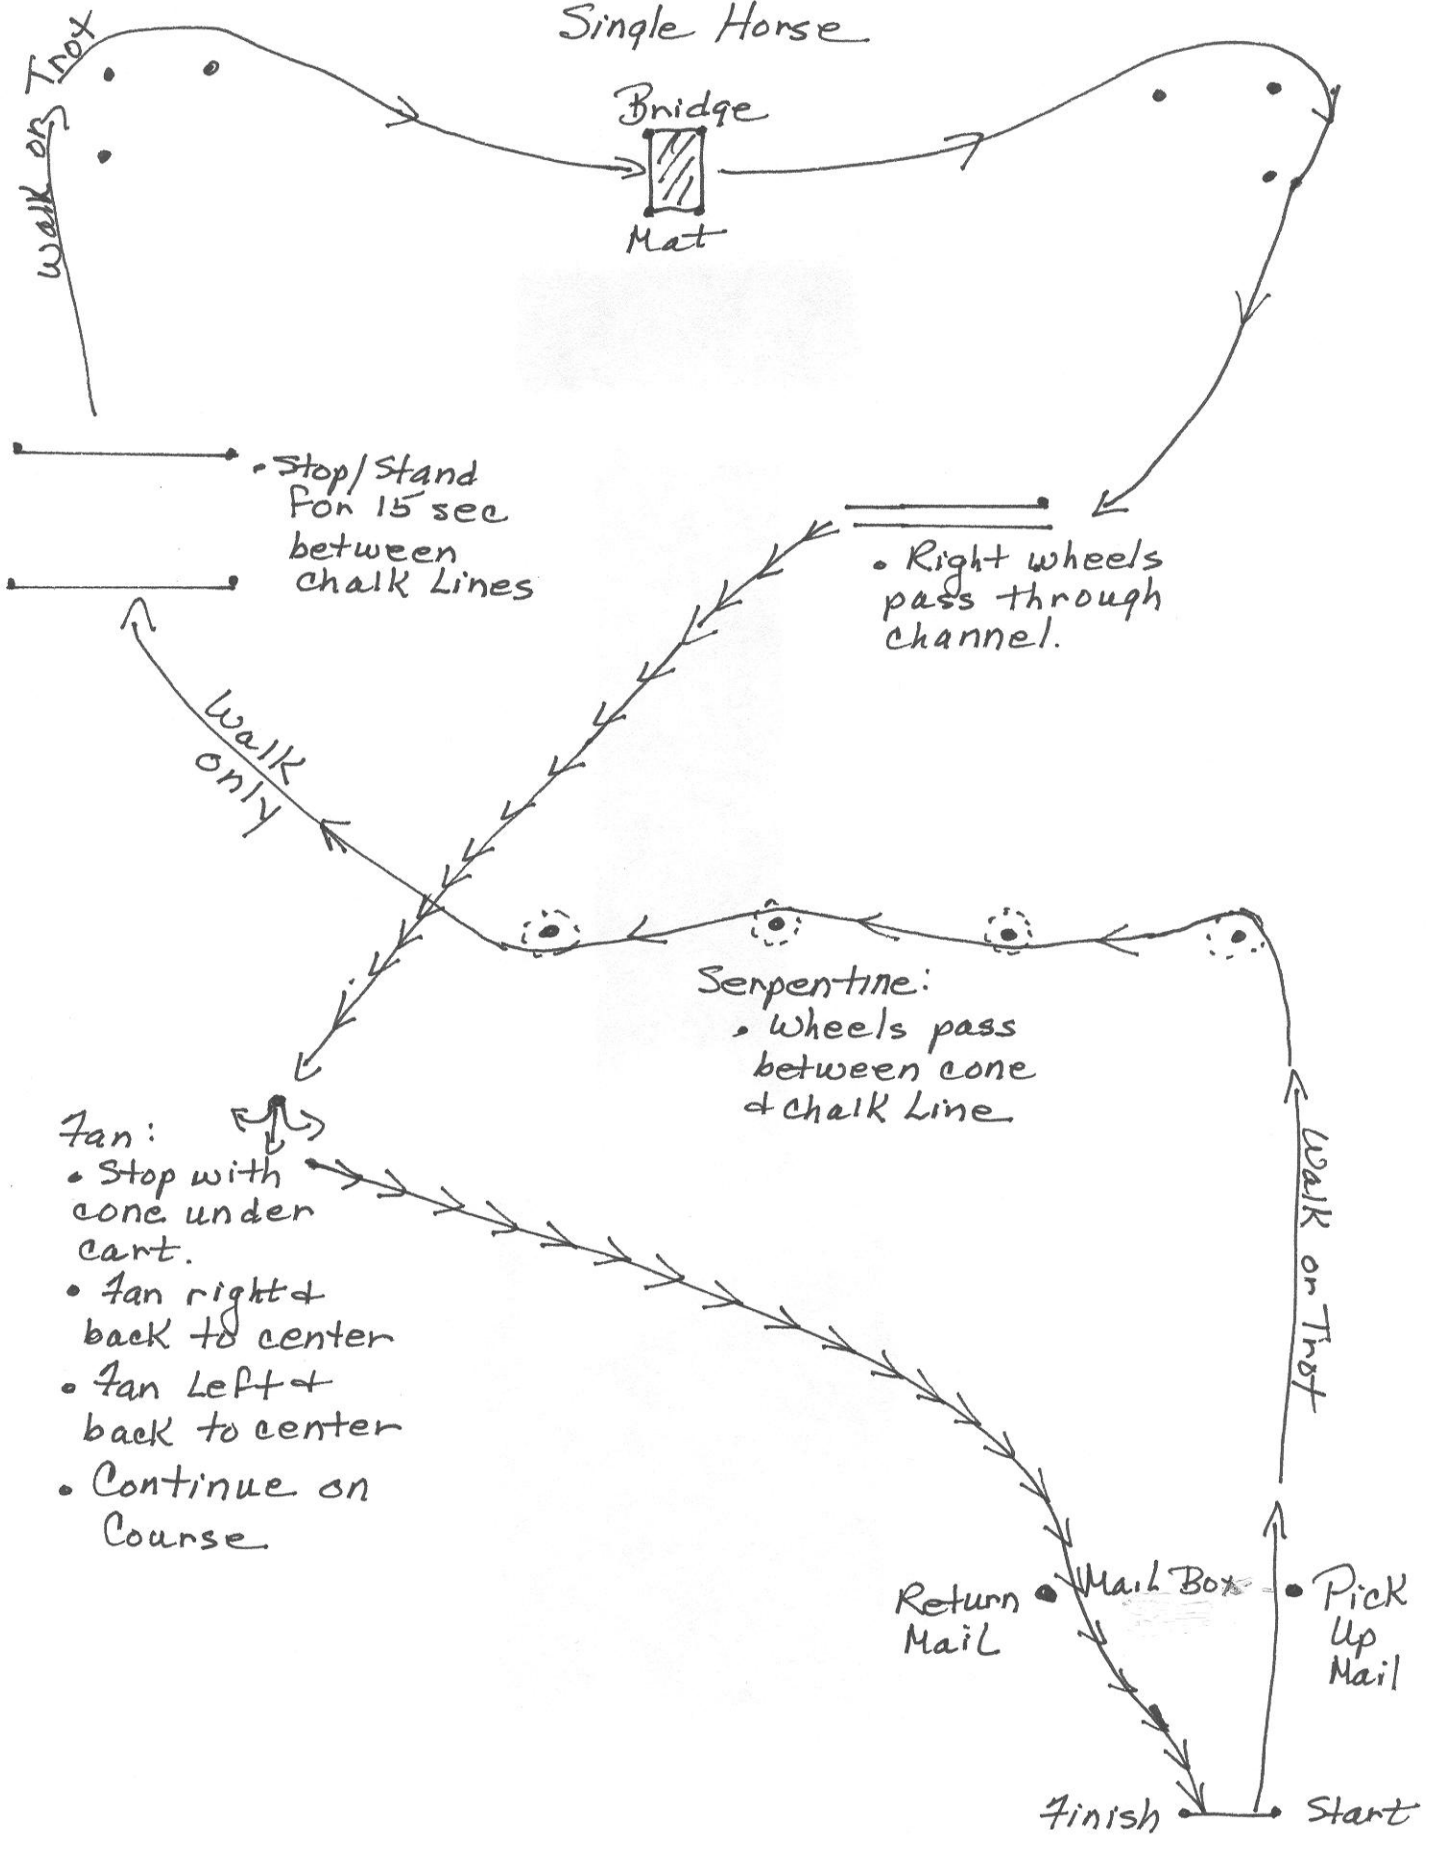 Single Horse
Walk or Trot
Bridge
Mat
• Stop/Stand
for 15 sec
between
chalk Lines
• Right wheels
pass through
channel.
Walk
only
Serpentine:
• Wheels pass
between cone
& chalk Line
Fan:
• Stop with
cone under
cart.
• Fan right &
back to center
• Fan Left &
back to center
• Continue on
Course
Walk or Trot
Return
Mail
Mail Box
Pick
Up
Mail
Finish
Start